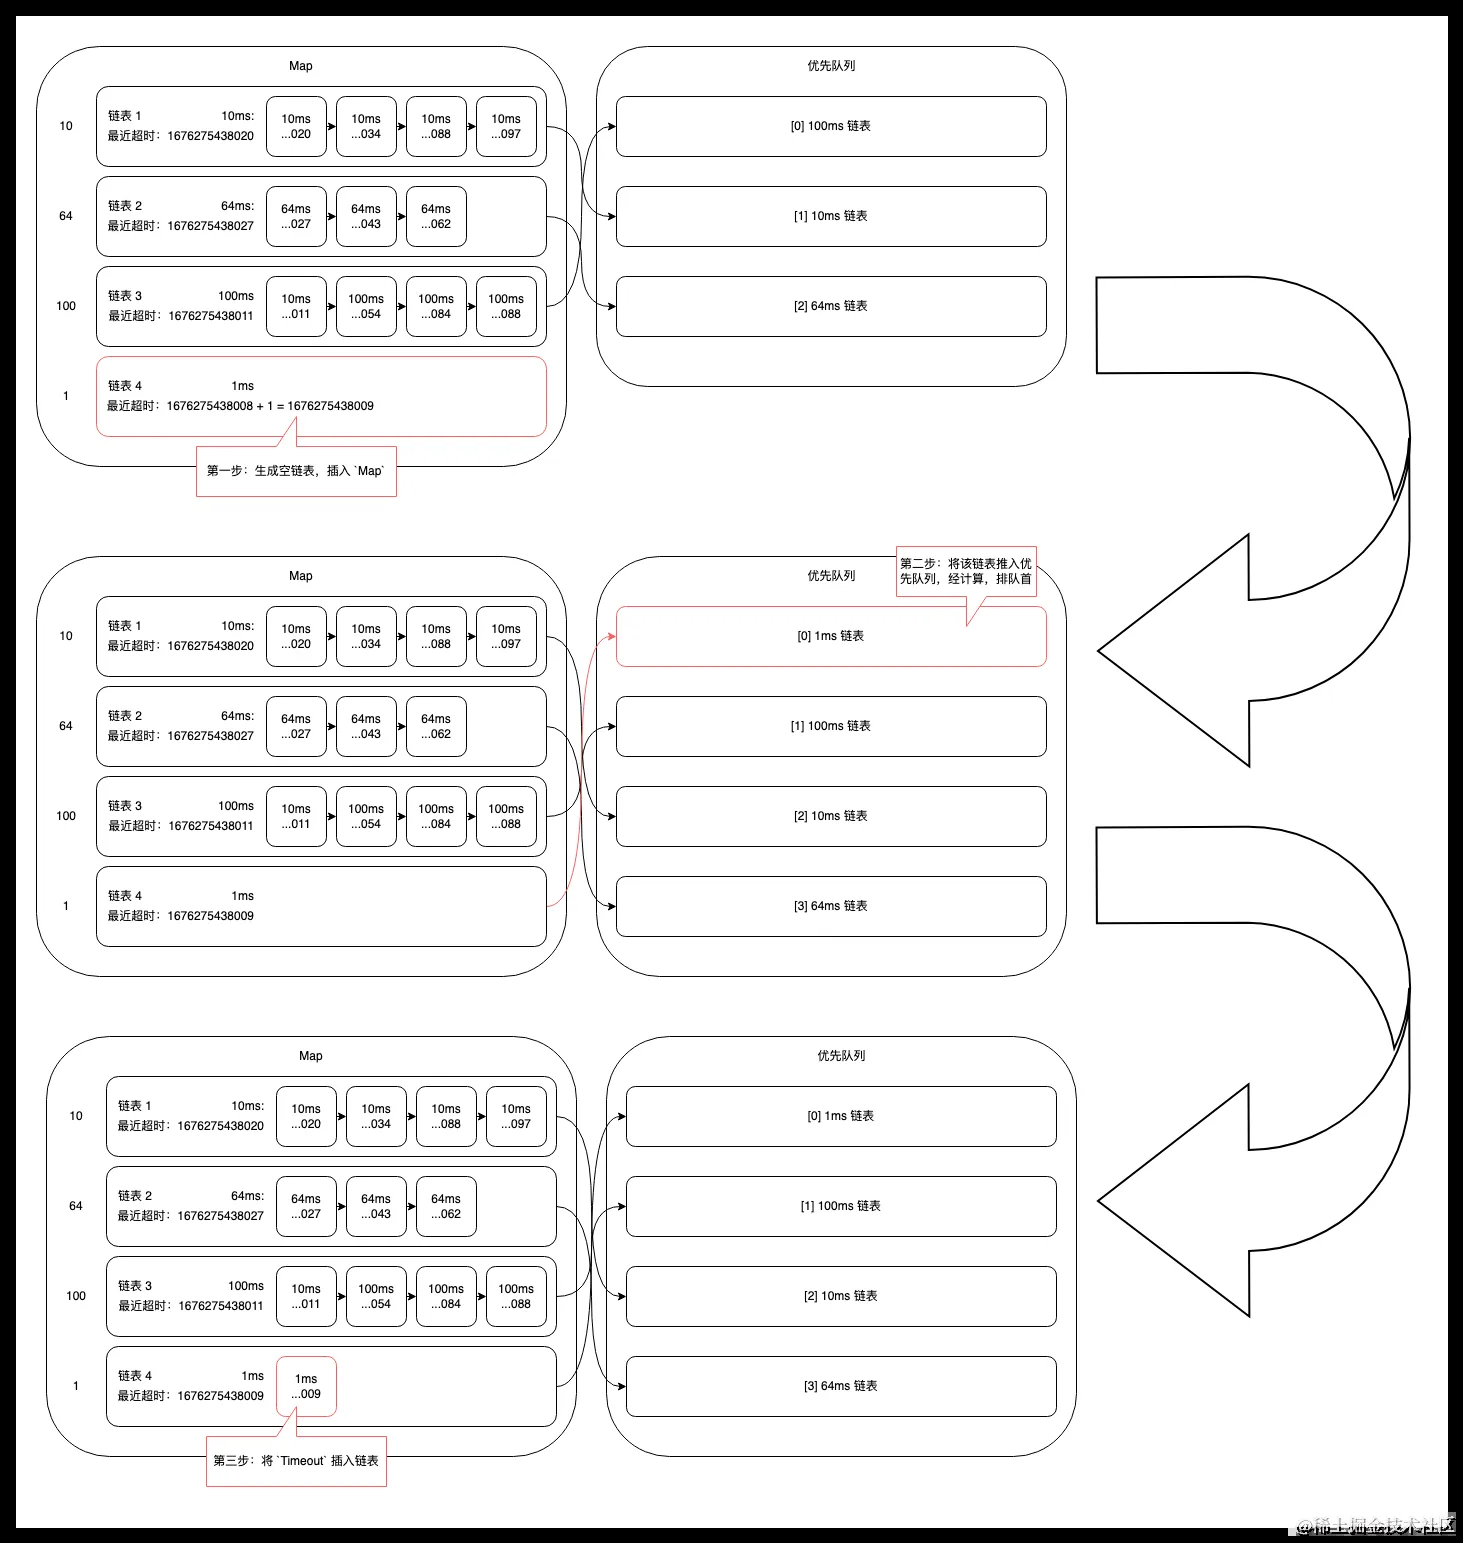 Map
优先队列
10
链表 1 10ms:
最近超时：1676275438020
10ms
...020
10ms
...034
10ms
...088
10ms
...097
[0] 100ms 链表
64
链表 2 64ms:
最近超时：1676275438027
64ms
...027
64ms
...043
64ms
...062
[1] 10ms 链表
100
链表 3 100ms
最近超时：1676275438011
10ms
...011
100ms
...054
100ms
...084
100ms
...088
[2] 64ms 链表
1
链表 4 1ms
最近超时：1676275438008 + 1 = 1676275438009
第一步：生成空链表，插入 `Map`
Map
优先队列
第二步：将该链表推入优
先队列，经计算，排队首
10
链表 1 10ms:
最近超时：1676275438020
10ms
...020
10ms
...034
10ms
...088
10ms
...097
[0] 1ms 链表
64
链表 2 64ms:
最近超时：1676275438027
64ms
...027
64ms
...043
64ms
...062
[1] 100ms 链表
100
链表 3 100ms
最近超时：1676275438011
10ms
...011
100ms
...054
100ms
...084
100ms
...088
[2] 10ms 链表
1
链表 4 1ms
最近超时：1676275438009
[3] 64ms 链表
Map
优先队列
10
链表 1 10ms:
最近超时：1676275438020
10ms
...020
10ms
...034
10ms
...088
10ms
...097
[0] 1ms 链表
64
链表 2 64ms:
最近超时：1676275438027
64ms
...027
64ms
...043
64ms
...062
[1] 100ms 链表
100
链表 3 100ms
最近超时：1676275438011
10ms
...011
100ms
...054
100ms
...084
100ms
...088
[2] 10ms 链表
1
链表 4 1ms
最近超时：1676275438009
1ms
...009
[3] 64ms 链表
第三步：将 `Timeout` 插入链表
@稀土掘金技术社区